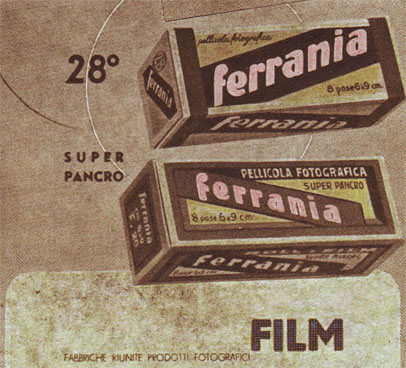 28°
pellicola fotografica
ferrania
8 pose 6x9 cm.
ferrania
SUPER
PANCRO
PELLICOLA FOTOGRAFICA
SUPER PANCRO
ferrania
8 pose 6x9 cm.
ferrania
FILM
FABBRICHE RIUNITE PRODOTTI FOTOGRAFICI